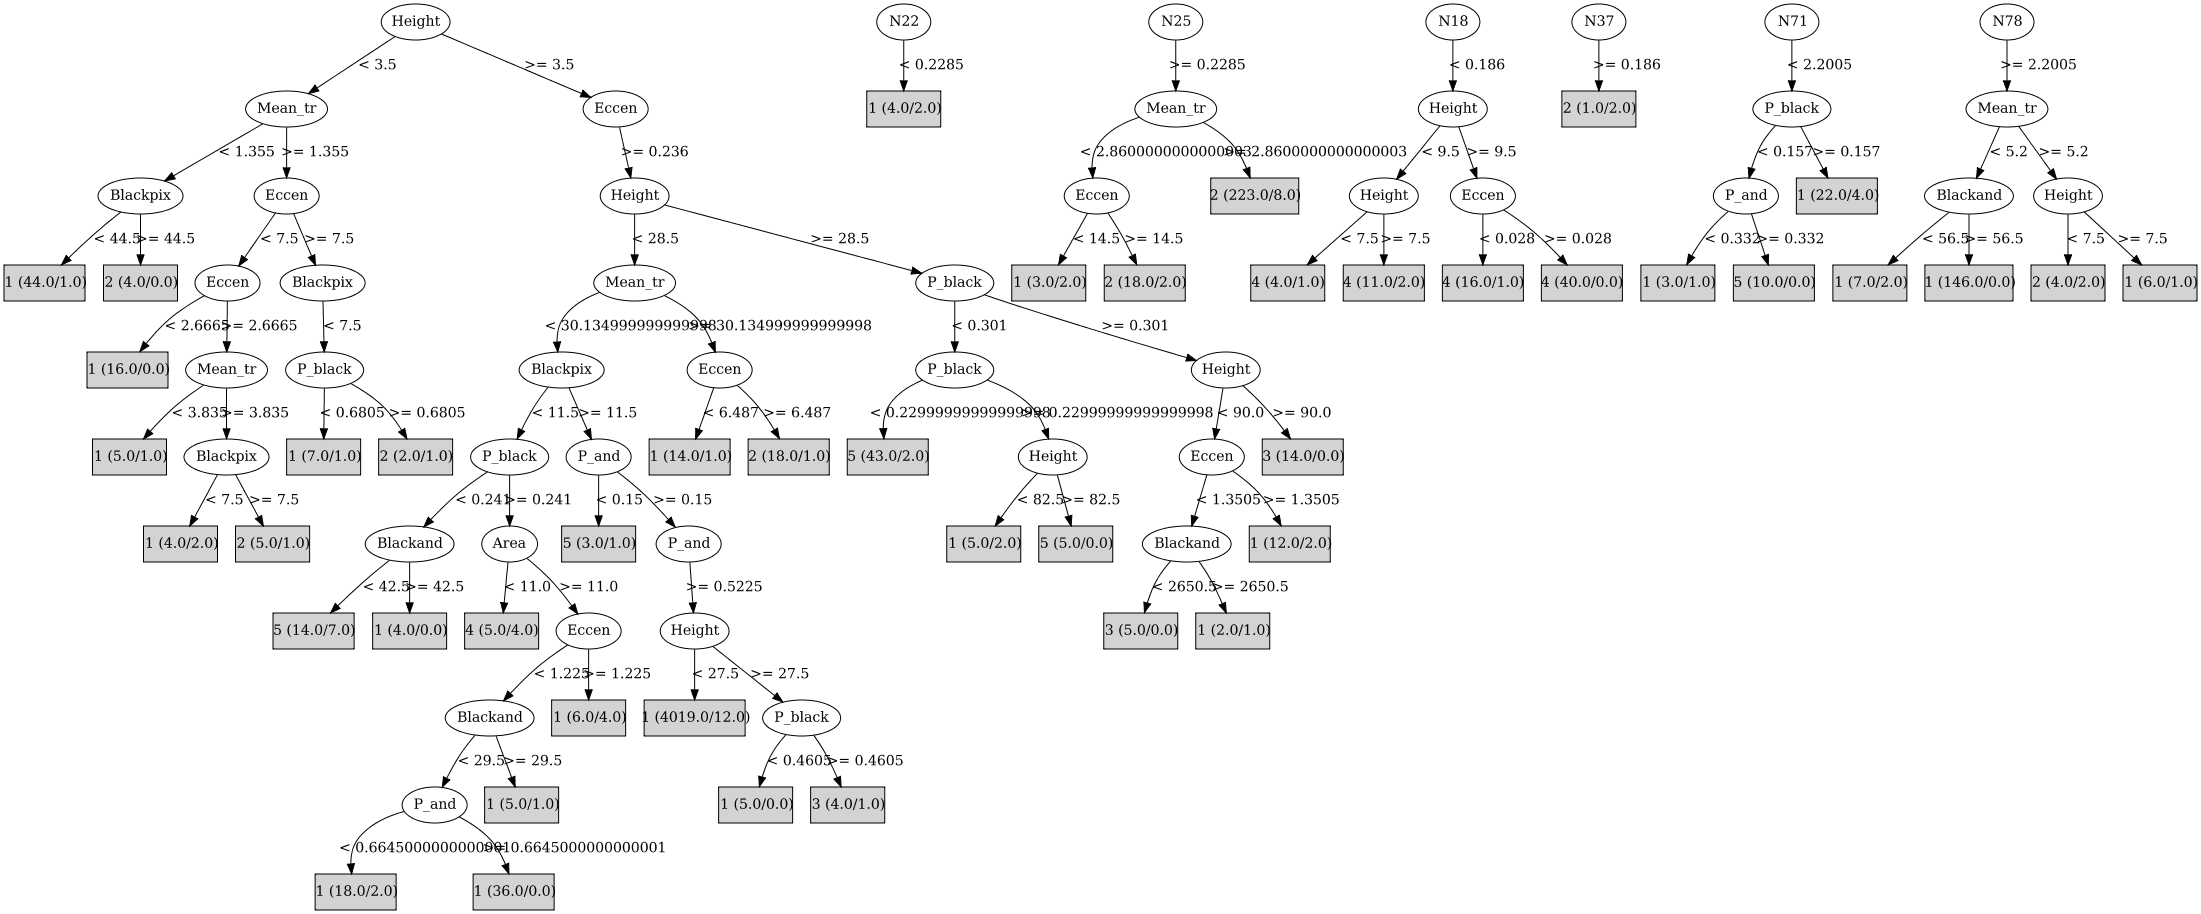 Height N22 N25 N18 N37 N71 N78
< 3.5 >= 3.5 < 0.2285 >= 0.2285 < 0.186 >= 0.186 < 2.2005 >= 2.2005
Mean_tr Eccen 1 (4.0/2.0) Mean_tr Height 2 (1.0/2.0) P_black Mean_tr
< 1.355 >= 1.355 >= 0.236 < 2.8600000000000003 >= 2.8600000000000003 < 9.5 >= 9.5 < 0.157 >= 0.157 < 5.2 >= 5.2
Blackpix Eccen Height Eccen 2 (223.0/8.0) Height Eccen P_and 1 (22.0/4.0) Blackand Height
< 44.5 >= 44.5 < 7.5 >= 7.5 < 28.5 >= 28.5 < 14.5 >= 14.5 < 7.5 >= 7.5 < 0.028 >= 0.028 < 0.332 >= 0.332 < 56.5 >= 56.5 < 7.5 >= 7.5
1 (44.0/1.0) 2 (4.0/0.0) Eccen Blackpix Mean_tr P_black 1 (3.0/2.0) 2 (18.0/2.0) 4 (4.0/1.0) 4 (11.0/2.0) 4 (16.0/1.0) 4 (40.0/0.0) 1 (3.0/1.0) 5 (10.0/0.0) 1 (7.0/2.0) 1 (146.0/0.0) 2 (4.0/2.0) 1 (6.0/1.0)
< 2.6665 >= 2.6665 < 7.5 < 30.134999999999998 >= 30.134999999999998 < 0.301 >= 0.301
1 (16.0/0.0) Mean_tr P_black Blackpix Eccen P_black Height
< 3.835 >= 3.835 < 0.6805 >= 0.6805 < 11.5 >= 11.5 < 6.487 >= 6.487 < 0.22999999999999998 >= 0.22999999999999998 < 90.0 >= 90.0
1 (5.0/1.0) Blackpix 1 (7.0/1.0) 2 (2.0/1.0) P_black P_and 1 (14.0/1.0) 2 (18.0/1.0) 5 (43.0/2.0) Height Eccen 3 (14.0/0.0)
< 7.5 >= 7.5 < 0.241 >= 0.241 < 0.15 >= 0.15 < 82.5 >= 82.5 < 1.3505 >= 1.3505
1 (4.0/2.0) 2 (5.0/1.0) Blackand Area 5 (3.0/1.0) P_and 1 (5.0/2.0) 5 (5.0/0.0) Blackand 1 (12.0/2.0)
< 42.5 >= 42.5 < 11.0 >= 11.0 >= 0.5225 < 2650.5 >= 2650.5
5 (14.0/7.0) 1 (4.0/0.0) 4 (5.0/4.0) Eccen Height 3 (5.0/0.0) 1 (2.0/1.0)
< 1.225 >= 1.225 < 27.5 >= 27.5
Blackand 1 (6.0/4.0) 1 (4019.0/12.0) P_black
< 29.5 >= 29.5 < 0.4605 >= 0.4605
P_and 1 (5.0/1.0) 1 (5.0/0.0) 3 (4.0/1.0)
< 0.6645000000000001 >= 0.6645000000000001
1 (18.0/2.0) 1 (36.0/0.0)